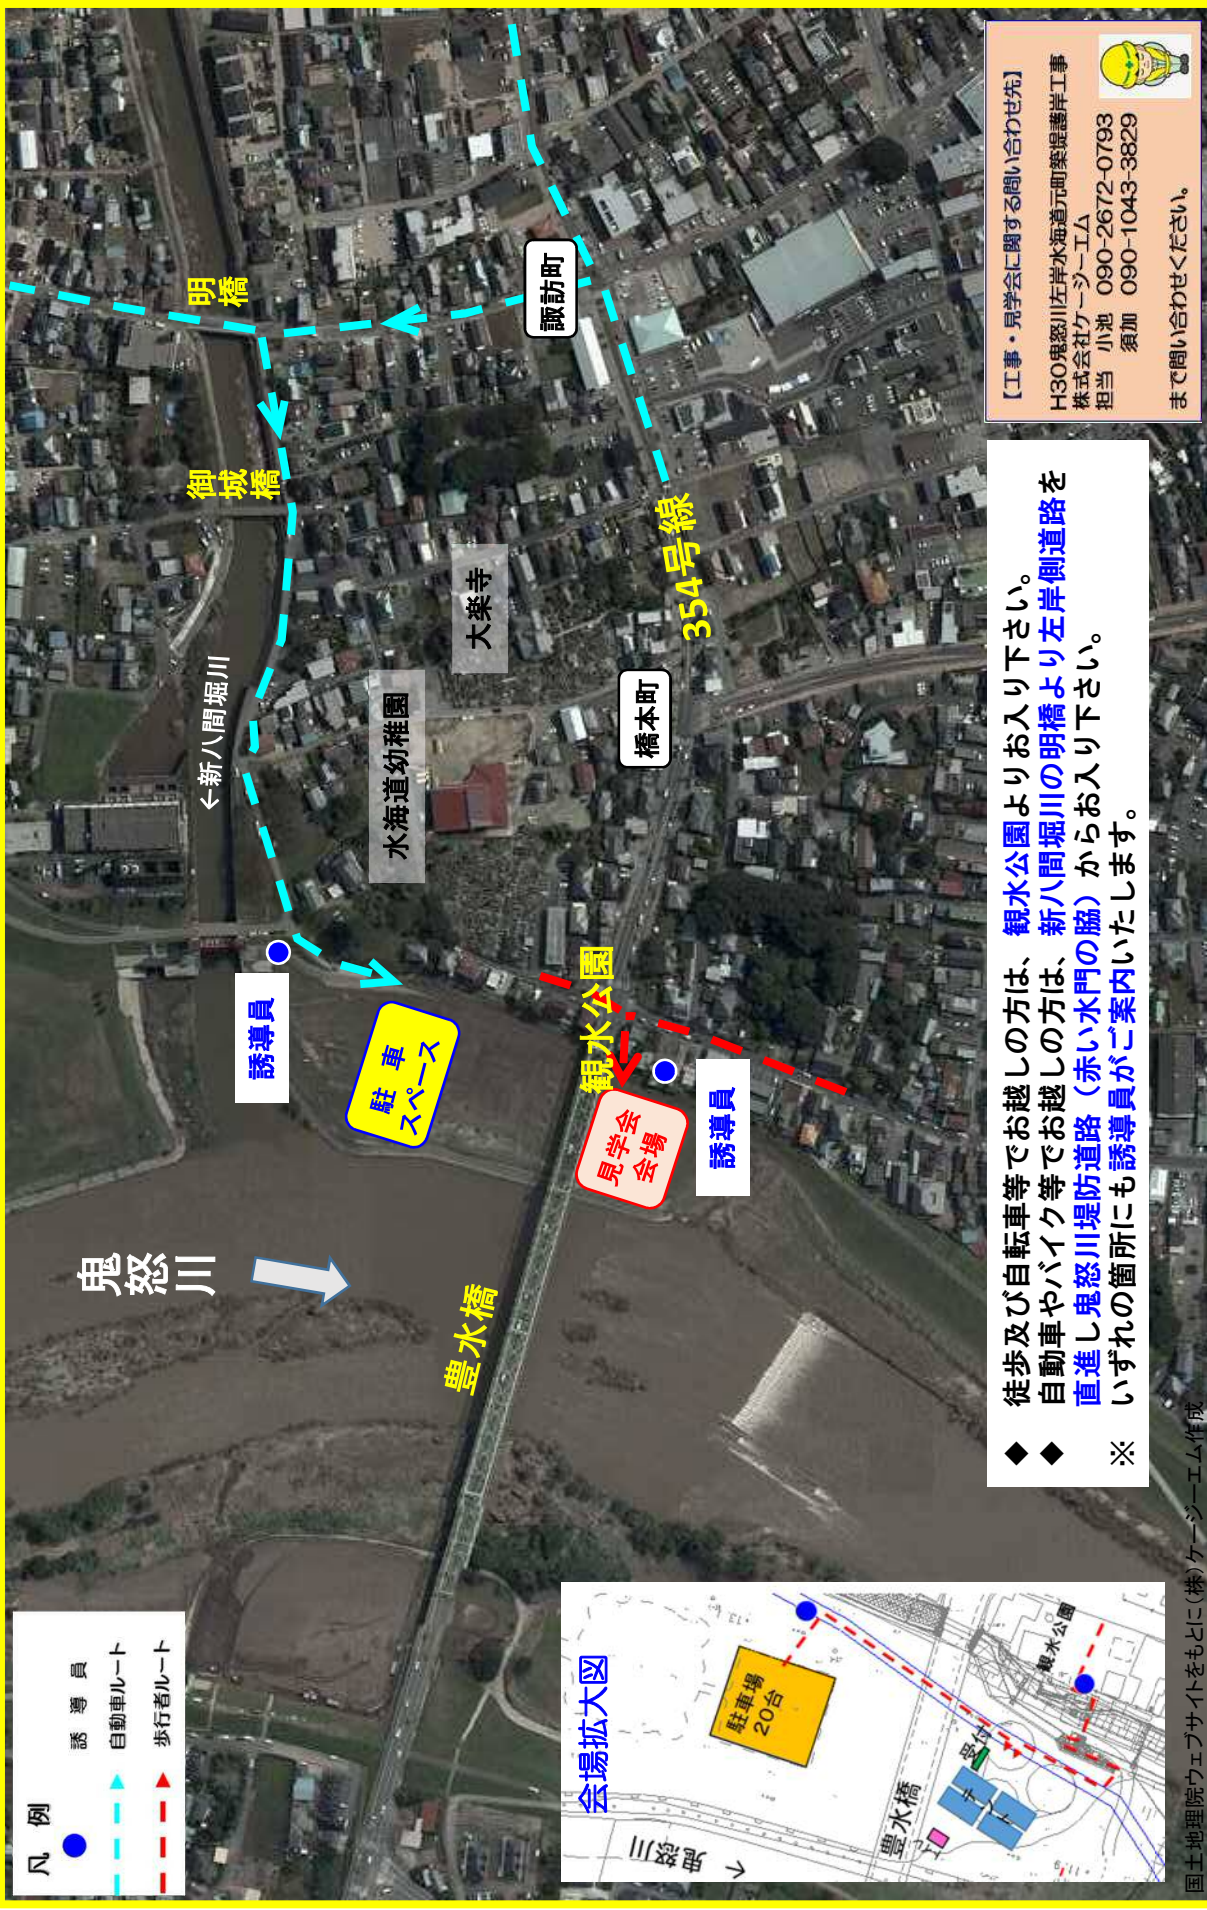 凡　例
誘　導　員
自動車ルート
歩行者ルート
鬼
怒
川
豊水橋
誘導員
駐　車
スペース
←新八間堀川
御
城
橋
明
橋
水海道幼稚園
大楽寺
諏訪町
354号線
橋本町
観水公園
見学会
会場
誘導員
会場拡大図
鬼怒川
豊水橋
駐車場
20台
受付
テント
観水公園
◆　徒歩及び自転車等でお越しの方は、 観水公園よりお入り下さい。
◆　自動車やバイク等でお越しの方は、新八間堀川の明橋より左岸側道路を
直進し鬼怒川堤防道路（赤い水門の脇）からお入り下さい。
※　いずれの箇所にも誘導員がご案内いたします。
【工事・見学会に関する問い合わせ先】
H30鬼怒川左岸水海道元町築堤護岸工事
株式会社ケージーエム
担当　小池　090-2672-0793
須加　090-1043-3829
まで問い合わせください。
国土地理院ウェブサイトをもとに(株)ケージーエム作成